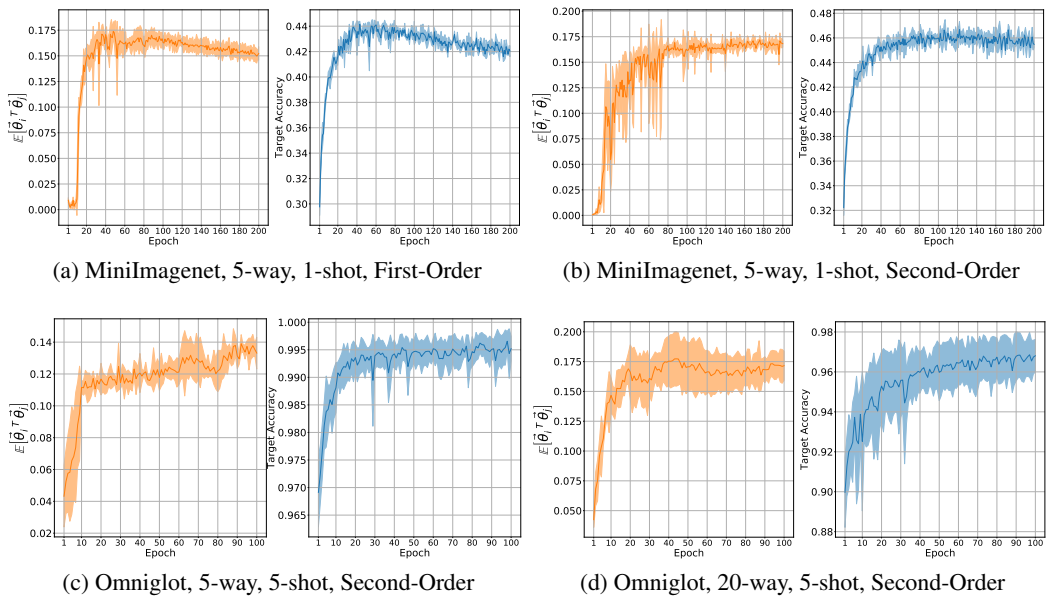 0.175
0.150
0.125
0.100
0.075
0.050
0.025
0.000
𝔼[θ⃗ᵢᵀ θ⃗ⱼ]
1 20 40 60 80 100 120 140 160 180 200
Epoch
0.44
0.42
0.40
0.38
0.36
0.34
0.32
0.30
Target Accuracy
1 20 40 60 80 100 120 140 160 180 200
Epoch
(a) MiniImagenet, 5-way, 1-shot, First-Order
0.200
0.175
0.150
0.125
0.100
0.075
0.050
0.025
0.000
𝔼[θ⃗ᵢᵀ θ⃗ⱼ]
1 20 40 60 80 100 120 140 160 180 200
Epoch
0.48
0.46
0.44
0.42
0.40
0.38
0.36
0.34
0.32
Target Accuracy
1 20 40 60 80 100 120 140 160 180 200
Epoch
(b) MiniImagenet, 5-way, 1-shot, Second-Order
0.14
0.12
0.10
0.08
0.06
0.04
0.02
𝔼[θ⃗ᵢᵀ θ⃗ⱼ]
1 10 20 30 40 50 60 70 80 90 100
Epoch
1.000
0.995
0.990
0.985
0.980
0.975
0.970
0.965
Target Accuracy
1 10 20 30 40 50 60 70 80 90 100
Epoch
(c) Omniglot, 5-way, 5-shot, Second-Order
0.200
0.175
0.150
0.125
0.100
0.075
0.050
𝔼[θ⃗ᵢᵀ θ⃗ⱼ]
1 10 20 30 40 50 60 70 80 90 100
Epoch
0.98
0.96
0.94
0.92
0.90
0.88
Target Accuracy
1 10 20 30 40 50 60 70 80 90 100
Epoch
(d) Omniglot, 20-way, 5-shot, Second-Order